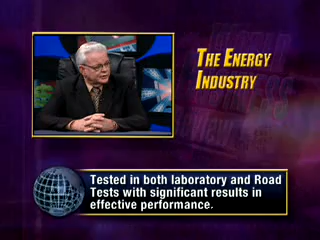 The Energy
Industry
Tested in both laboratory and Road
Tests with significant results in
effective performance.